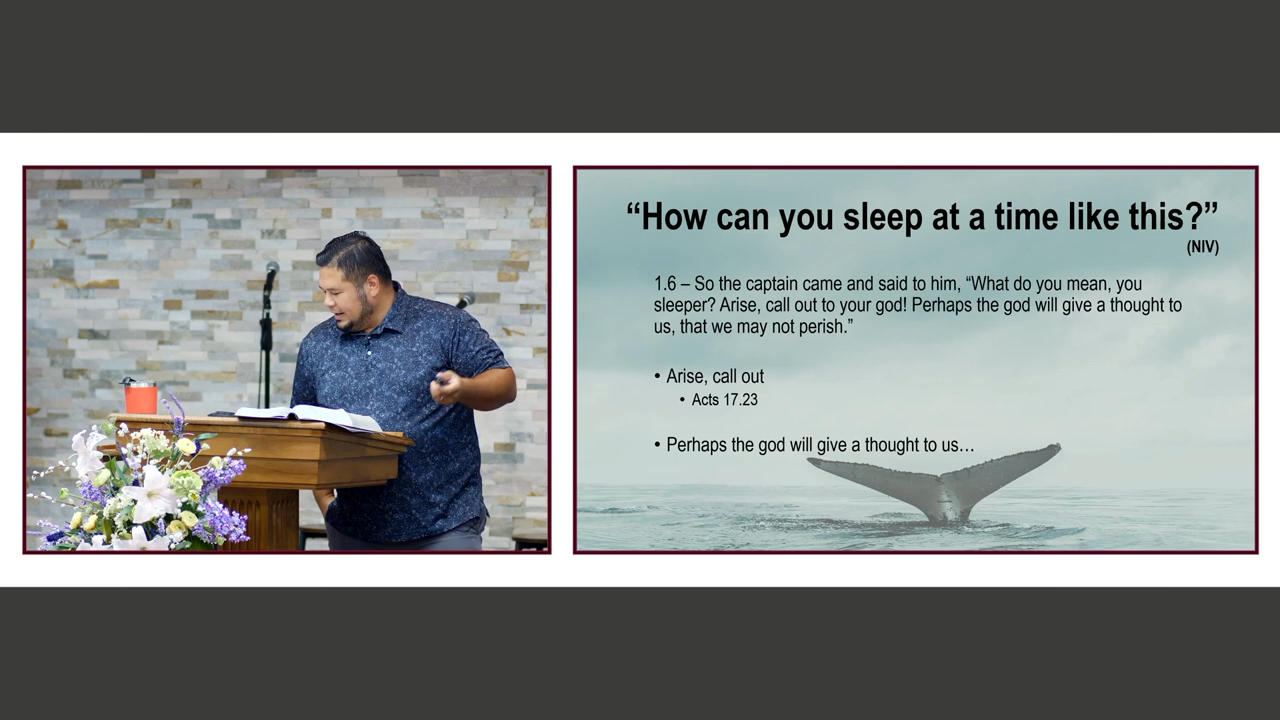 “How can you sleep at a time like this?”
(NIV)
1.6 – So the captain came and said to him, “What do you mean, you
sleeper? Arise, call out to your god! Perhaps the god will give a thought to
us, that we may not perish.”
• Arise, call out
• Acts 17.23
• Perhaps the god will give a thought to us…